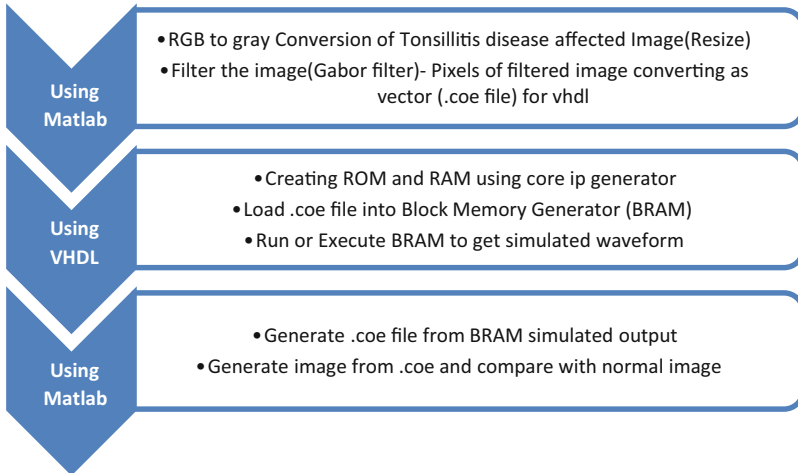 Using
Matlab
•RGB to gray Conversion of Tonsillitis disease affected Image(Resize)
•Filter the image(Gabor filter)- Pixels of filtered image converting as
vector (.coe file) for vhdl
Using
VHDL
•Creating ROM and RAM using core ip generator
•Load .coe file into Block Memory Generator (BRAM)
•Run or Execute BRAM to get simulated waveform
Using
Matlab
•Generate .coe file from BRAM simulated output
•Generate image from .coe and compare with normal image